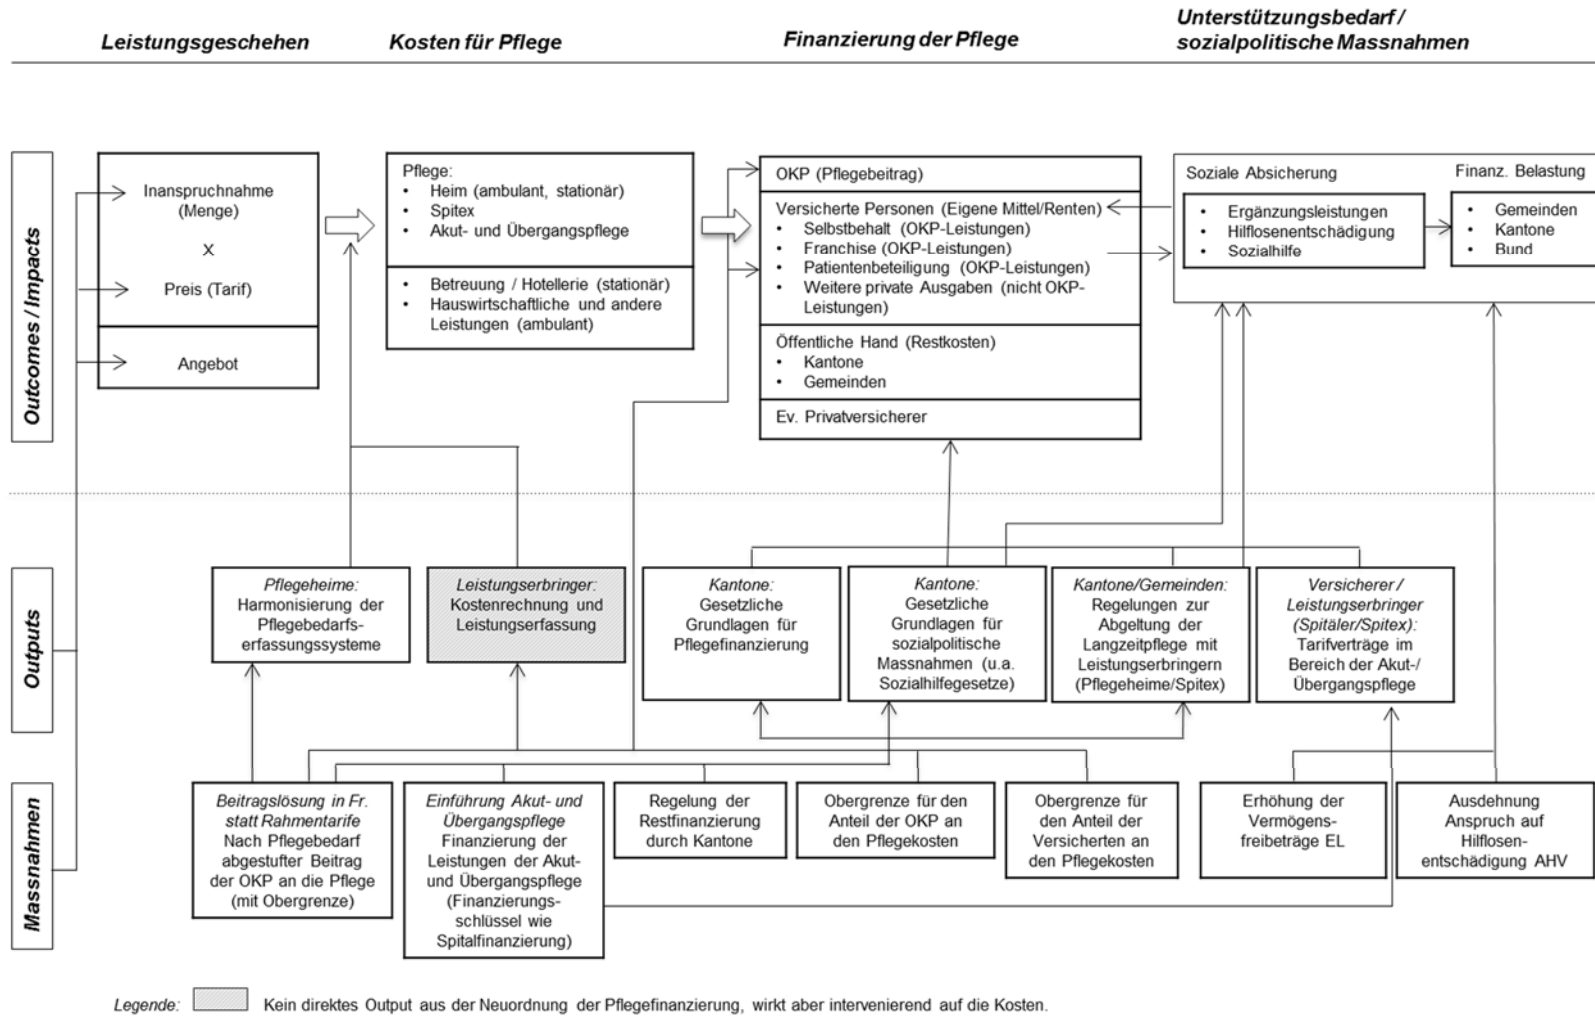 Leistungsgeschehen
Kosten für Pflege
Finanzierung der Pflege
Unterstützungsbedarf /
sozialpolitische Massnahmen
Outcomes / Impacts
Inanspruchnahme
(Menge)
X
Preis (Tarif)
Angebot
Pflege:
• Heim (ambulant, stationär)
• Spitex
• Akut- und Übergangspflege
• Betreuung / Hotellerie (stationär)
• Hauswirtschaftliche und andere
Leistungen (ambulant)
OKP (Pflegebeitrag)
Versicherte Personen (Eigene Mittel/Renten)
• Selbstbehalt (OKP-Leistungen)
• Franchise (OKP-Leistungen)
• Patientenbeteiligung (OKP-Leistungen)
• Weitere private Ausgaben (nicht OKP-
Leistungen)
Öffentliche Hand (Restkosten)
• Kantone
• Gemeinden
Ev. Privatversicherer
Soziale Absicherung
• Ergänzungsleistungen
• Hilflosenentschädigung
• Sozialhilfe
Finanz. Belastung
• Gemeinden
• Kantone
• Bund
Outputs
Pflegeheime:
Harmonisierung der
Pflegebedarfs-
erfassungssysteme
Leistungserbringer:
Kostenrechnung und
Leistungserfassung
Kantone:
Gesetzliche
Grundlagen für
Pflegefinanzierung
Kantone:
Gesetzliche
Grundlagen für
sozialpolitische
Massnahmen (u.a.
Sozialhilfegesetze)
Kantone/Gemeinden:
Regelungen zur
Abgeltung der
Langzeitpflege mit
Leistungserbringern
(Pflegeheime/Spitex)
Versicherer /
Leistungserbringer
(Spitäler/Spitex):
Tarifverträge im
Bereich der Akut-/
Übergangspflege
Massnahmen
Beitragslösung in Fr.
statt Rahmentarife
Nach Pflegebedarf
abgestufter Beitrag
der OKP an die Pflege
(mit Obergrenze)
Einführung Akut- und
Übergangspflege
Finanzierung der
Leistungen der Akut-
und Übergangspflege
(Finanzierungs-
schlüssel wie
Spitalfinanzierung)
Regelung der
Restfinanzierung
durch Kantone
Obergrenze für den
Anteil der OKP an
den Pflegekosten
Obergrenze für
den Anteil der
Versicherten an
den Pflegekosten
Erhöhung der
Vermögens-
freibeträge EL
Ausdehnung
Anspruch auf
Hilflosen-
entschädigung AHV
Legende: Kein direktes Output aus der Neuordnung der Pflegefinanzierung, wirkt aber intervenierend auf die Kosten.